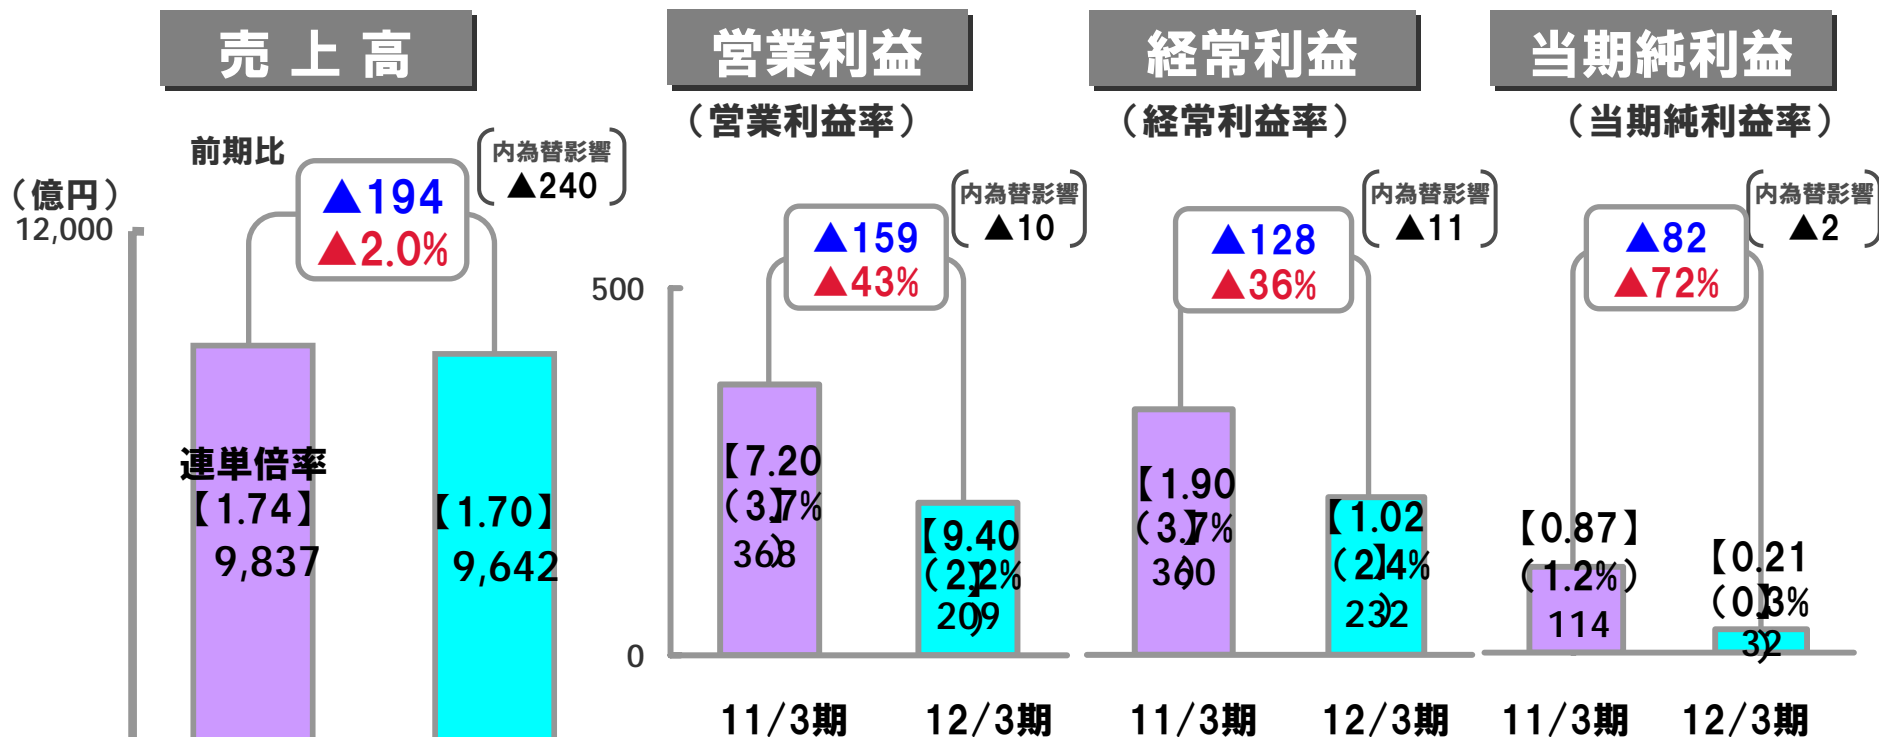 売上高
前期比
(億円)
12,000
▲194
▲2.0%
内為替影響
▲240
連単倍率
【1.74】
9,837
【1.70】
9,642
営業利益
(営業利益率)
500
0
▲159
▲43%
内為替影響
▲10
【7.20】
(3.7%)
368
【9.40】
(2.2%)
209
11/3期
12/3期
経常利益
(経常利益率)
▲128
▲36%
内為替影響
▲11
【1.90】
(3.7%)
360
【1.02】
(2.4%)
232
11/3期
12/3期
当期純利益
(当期純利益率)
▲82
▲72%
内為替影響
▲2
【0.87】
(1.2%)
114
【0.21】
(0.3%)
32
11/3期
12/3期